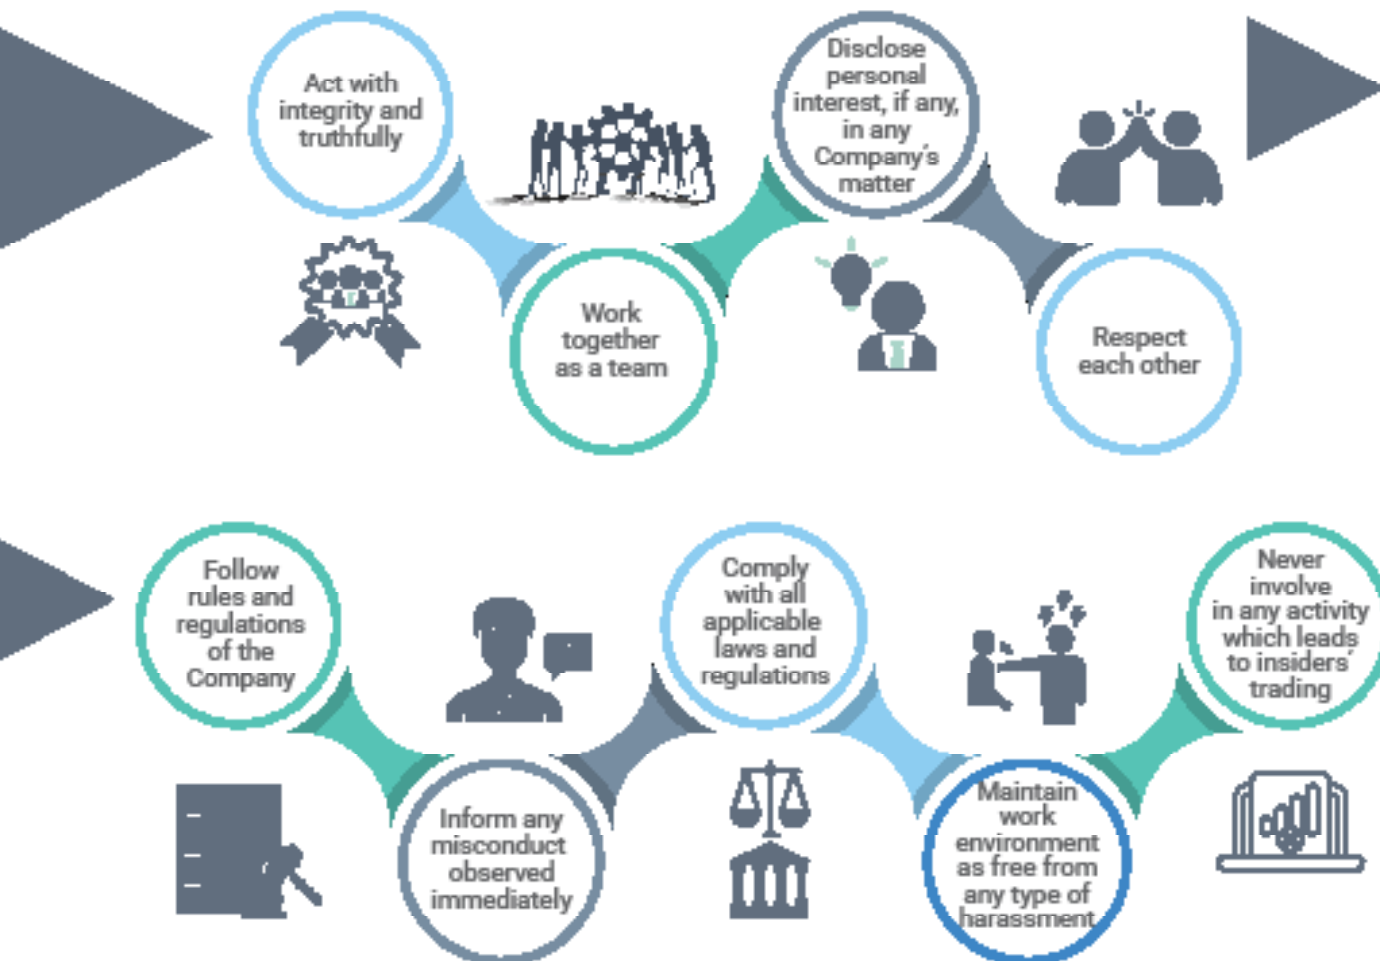 Act with
integrity and
truthfully
Work
together
as a team
Disclose
personal
interest, if any,
in any
Company's
matter
Respect
each other
Follow
rules and
regulations
of the
Company
Inform any
misconduct
observed
immediately
Comply
with all
applicable
laws and
regulations
Maintain
work
environment
as free from
any type of
harassment
Never
involve
in any activity
which leads
to insiders'
trading